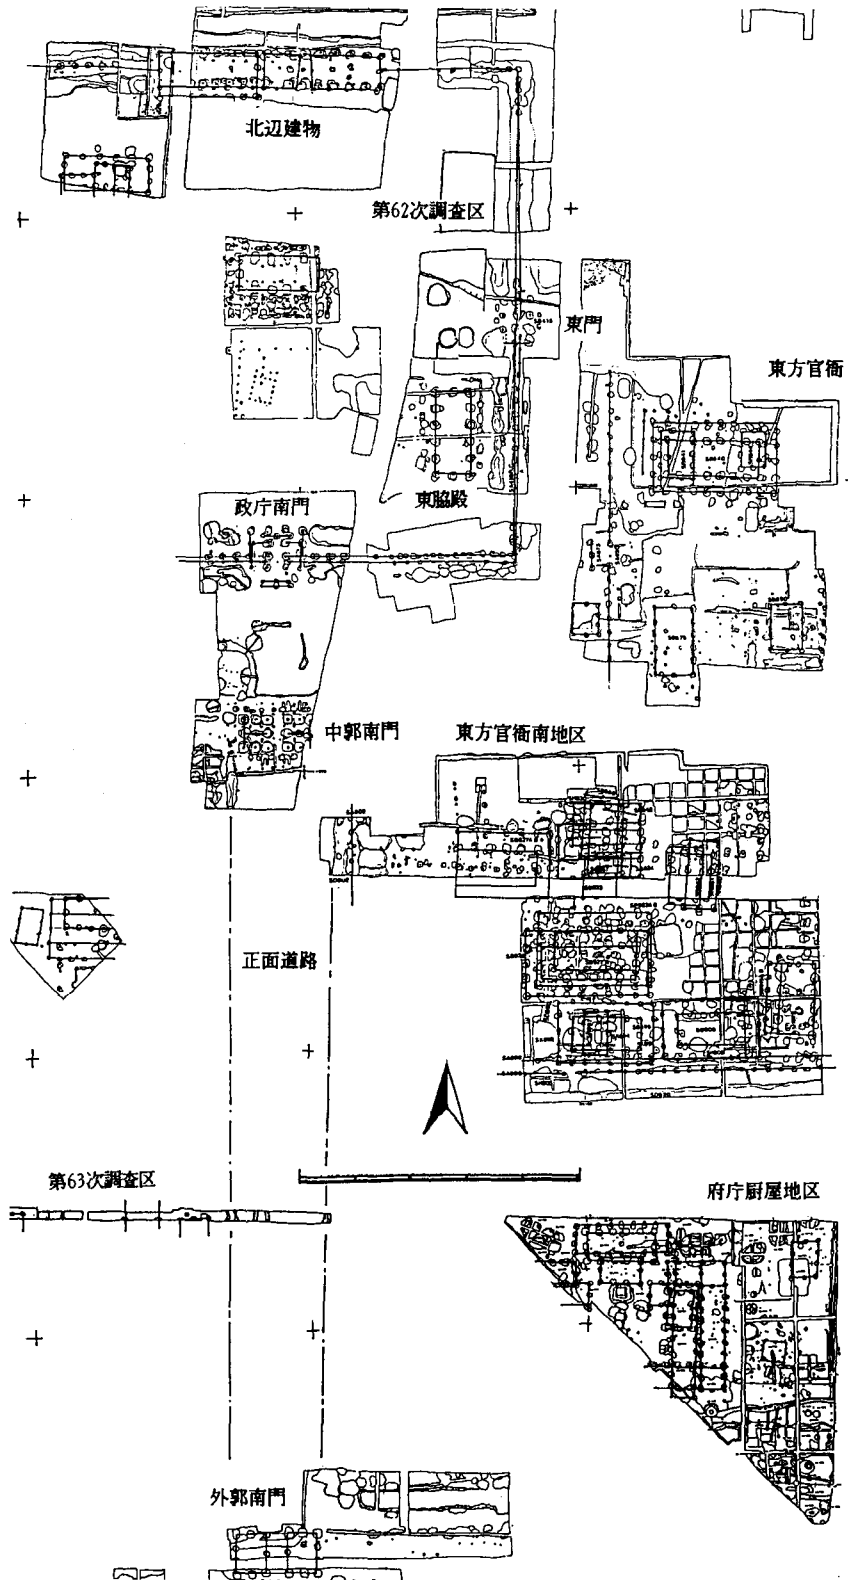 北辺建物
第62次調査区
東門
東方官衙
政庁南門
東脇殿
中郭南門
東方官衙南地区
正面道路
第63次調査区
府庁厨屋地区
外郭南門